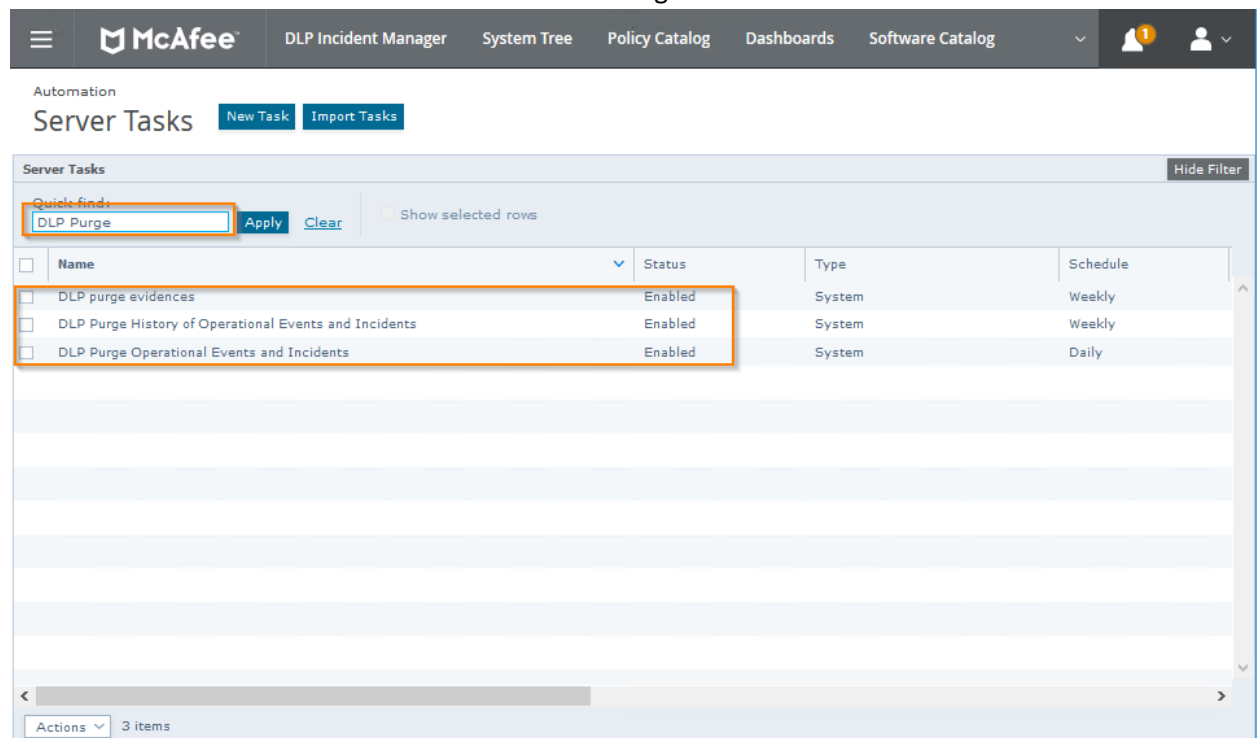 McAfee DLP Incident Manager System Tree Policy Catalog Dashboards Software Catalog 1
Automation
Server Tasks New Task Import Tasks
Server Tasks Hide Filter
Quick find:
DLP Purge Apply Clear Show selected rows
Name Status Type Schedule
DLP purge evidences Enabled System Weekly
DLP Purge History of Operational Events and Incidents Enabled System Weekly
DLP Purge Operational Events and Incidents Enabled System Daily
Actions 3 items